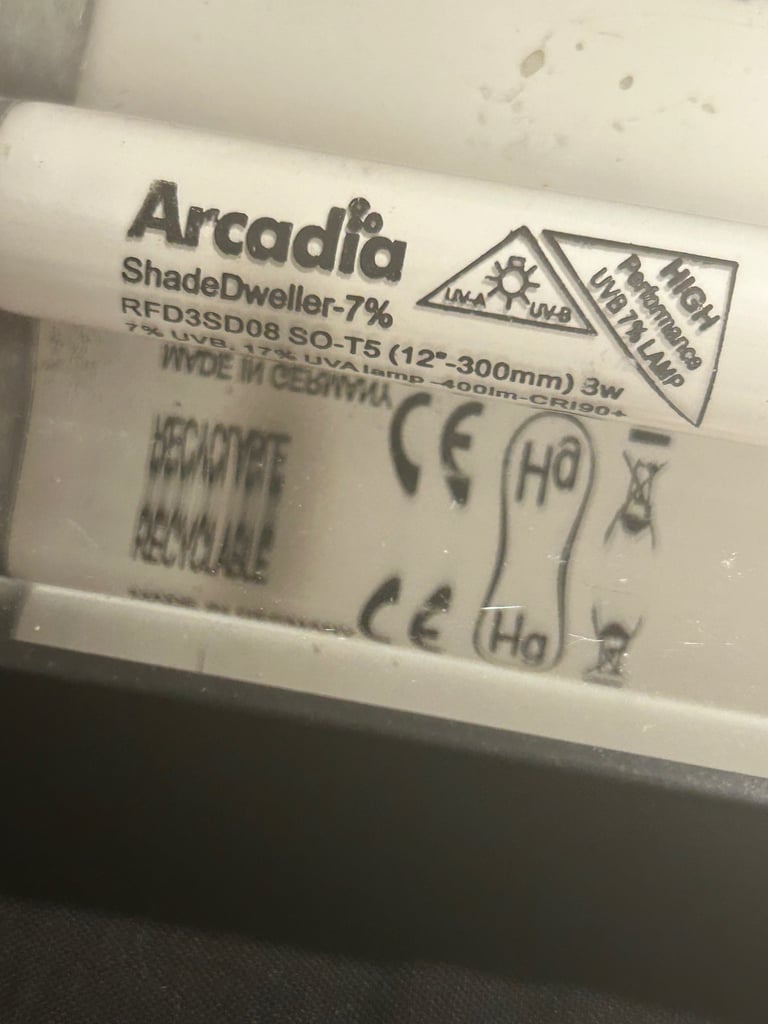 Arcadia
ShadeDweller-7%
RFD3SD08 SO-T5 (12"-300mm) 8w
7% UVB. 17% UVA lamp -400lm-CRI90+
UV-A UV-B
HIGH
Performance
UVB 7% LAMP
MADE IN GERMANY
RECYCLABLE
CE
Hg
RECYCLABLE
CE
Hg